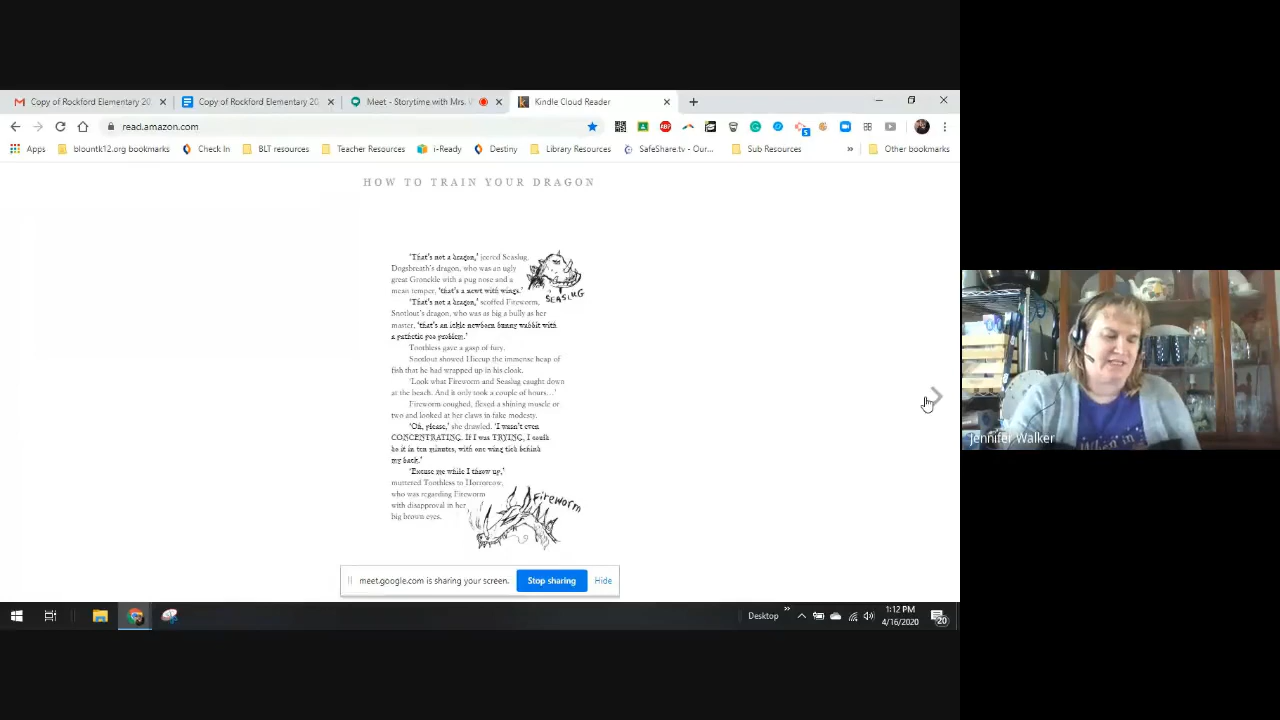 Copy of Rockford Elementary 20
Copy of Rockford Elementary 20
Meet - Storytime with Mrs.
Kindle Cloud Reader
read.amazon.com
Apps
blountk12.org bookmarks
Check In
BLT resources
Teacher Resources
i-Ready
Destiny
Library Resources
SafeShare.tv - Our...
Sub Resources
Other bookmarks
HOW TO TRAIN YOUR DRAGON
'That's not a dragon,' jeered Seaslug,
Dogsbreath's dragon, who was an ugly
great Gronckle with a pug nose and a
mean temper, 'that's a newt with wings.'
SEASLUG
'That's not a dragon,' scoffed Fireworm,
Snotlout's dragon, who was as big a bully as her
master, 'that's an ickle newborn bunny wabbit with
a pathetic poo problem.'
Toothless gave a gasp of fury.
Snotlout showed Hiccup the immense heap of
fish that he had wrapped up in his cloak.
'Look what Fireworm and Seaslug caught down
at the beach. And it only took a couple of hours...'
Fireworm coughed, flexed a shining muscle or
two and looked at her claws in fake modesty.
'Oh, please,' she drawled. 'I wasn't even
CONCENTRATING. If I was TRYING, I could
do it in ten minutes, with one wing tied behind
my back.'
'Excuse me while I throw up,'
muttered Toothless to Horrorcow,
who was regarding Fireworm
with disapproval in her
big brown eyes.
Fireworm
meet.google.com is sharing your screen.
Stop sharing
Hide
Desktop
1:12 PM
4/16/2020
20
Jennifer Walker